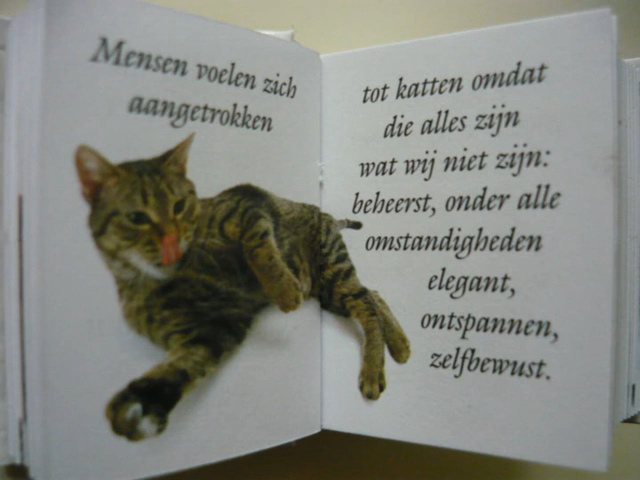 Mensen voelen zich
aangetrokken
tot katten omdat
die alles zijn
wat wij niet zijn:
beheerst, onder alle
omstandigheden
elegant,
ontspannen,
zelfbewust.